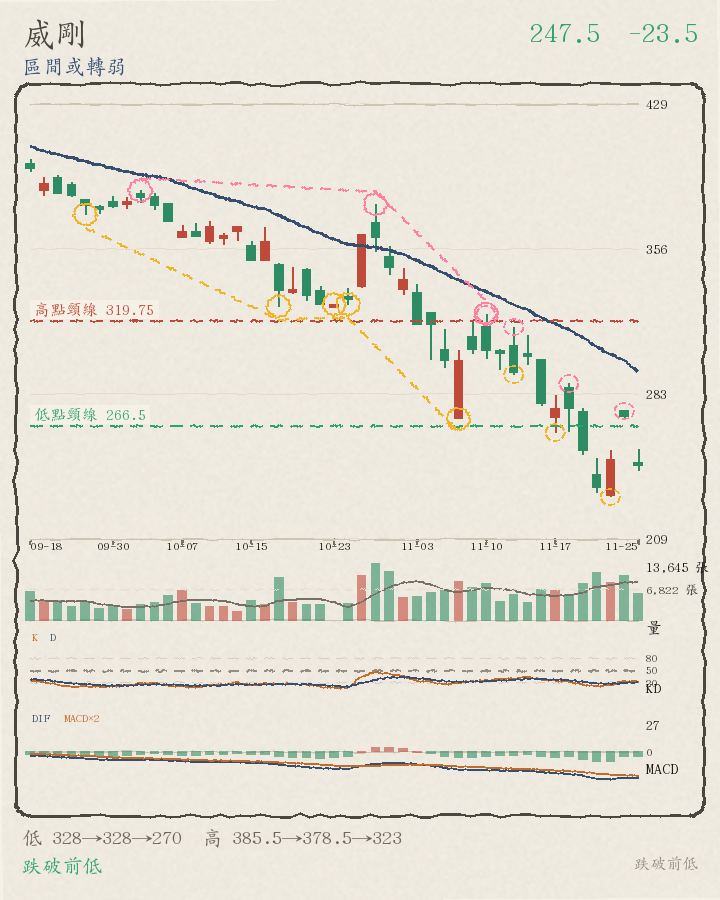 威剛
247.5 -23.5
區間或轉弱
429
356
高點頸線 319.75
283
低點頸線 266.5
209
09-18 09-30 10-07 10-15 10-23 11-03 11-10 11-17 11-25
13,645 張
6,822 張
量
K D
80
50
20
KD
DIF MACD×2
27
0
MACD
低 328→328→270 高 385.5→378.5→323
跌破前低
跌破前低